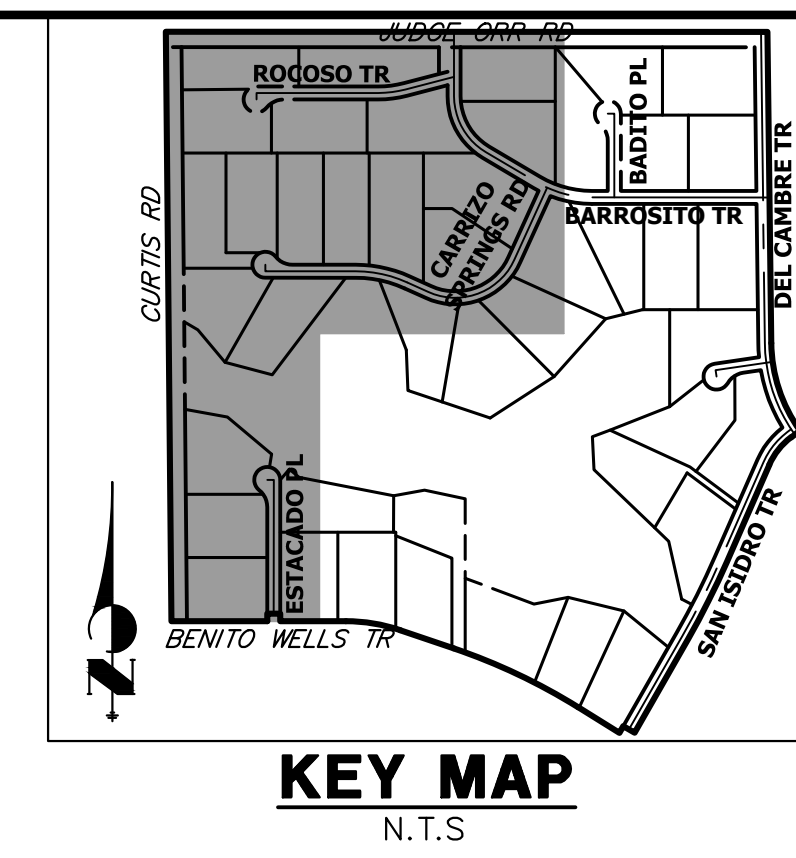 JUDGE ORR RD
ROCOSO TR
BADITO PL
DEL CAMBRE TR
CURTIS RD
CARRIZO
SPRINGS RD
BARROSITO TR
ESTACADO PL
SAN ISIDRO TR
BENITO WELLS TR
N
KEY MAP
N.T.S